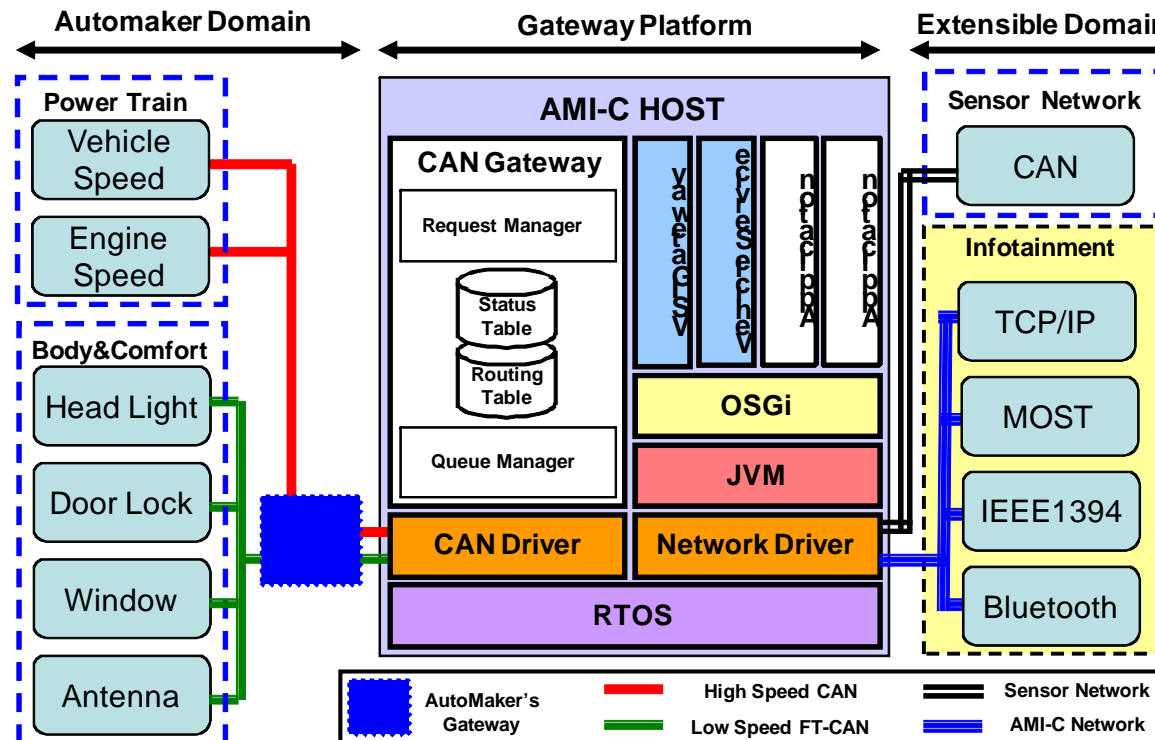 Automaker Domain
Gateway Platform
Extensible Domain
Power Train
Vehicle
Speed
Engine
Speed
Body&Comfort
Head Light
Door Lock
Window
Antenna
AMI-C HOST
CAN Gateway
Request Manager
Status
Table
Routing
Table
Queue Manager
VSI Gateway
Vehicle Service
Application
Application
OSGi
JVM
CAN Driver
Network Driver
RTOS
Sensor Network
CAN
Infotainment
TCP/IP
MOST
IEEE1394
Bluetooth
AutoMaker's
Gateway
High Speed CAN
Low Speed FT-CAN
Sensor Network
AMI-C Network